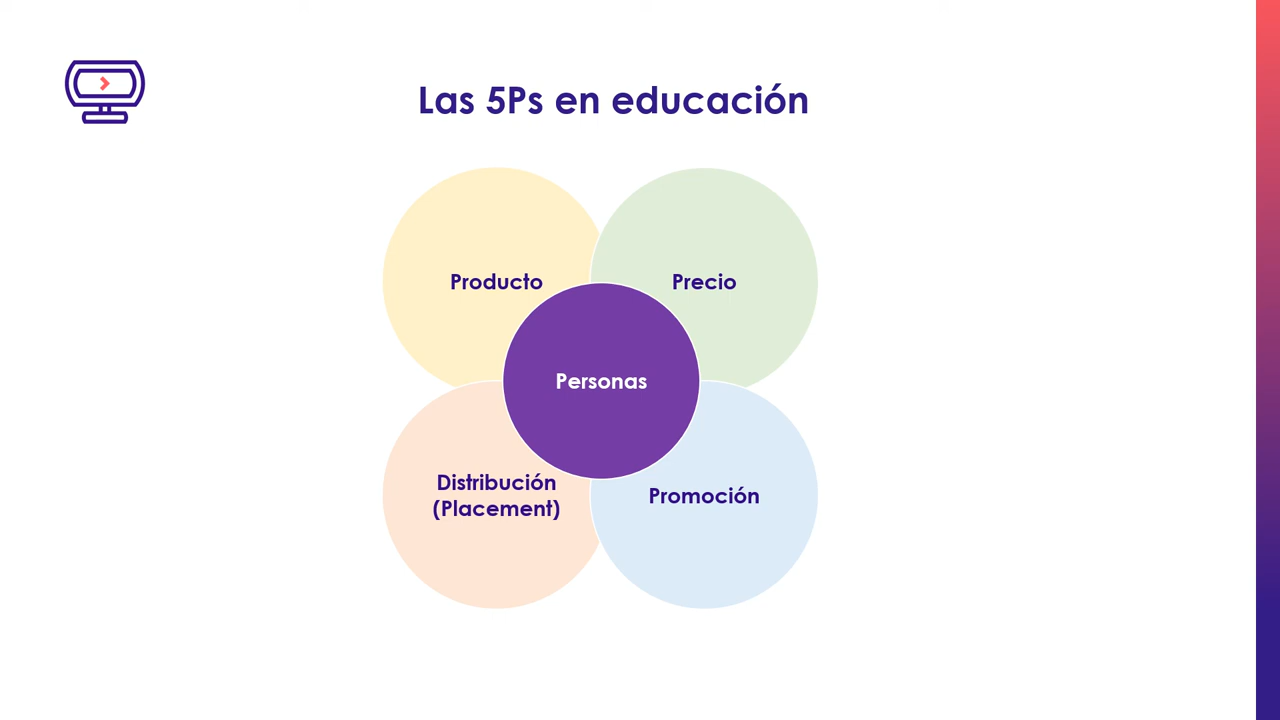 Las 5Ps en educación
Producto
Precio
Personas
Distribución
(Placement)
Promoción